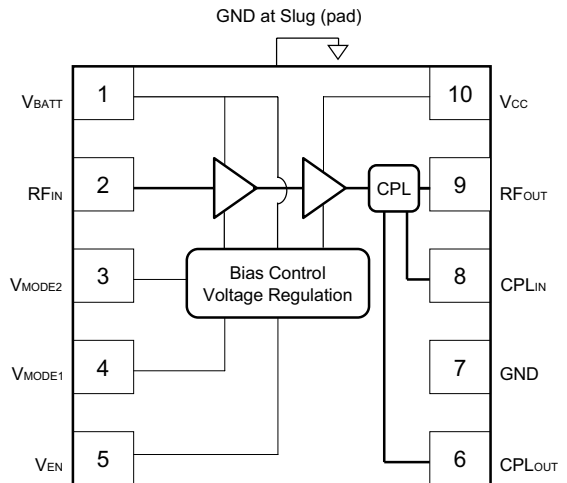 GND at Slug (pad)
VBATT 1 10 VCC
RFIN 2 CPL 9 RFOUT
VMODE2 3 Bias Control
Voltage Regulation 8 CPLIN
VMODE1 4 7 GND
VEN 5 6 CPLOUT